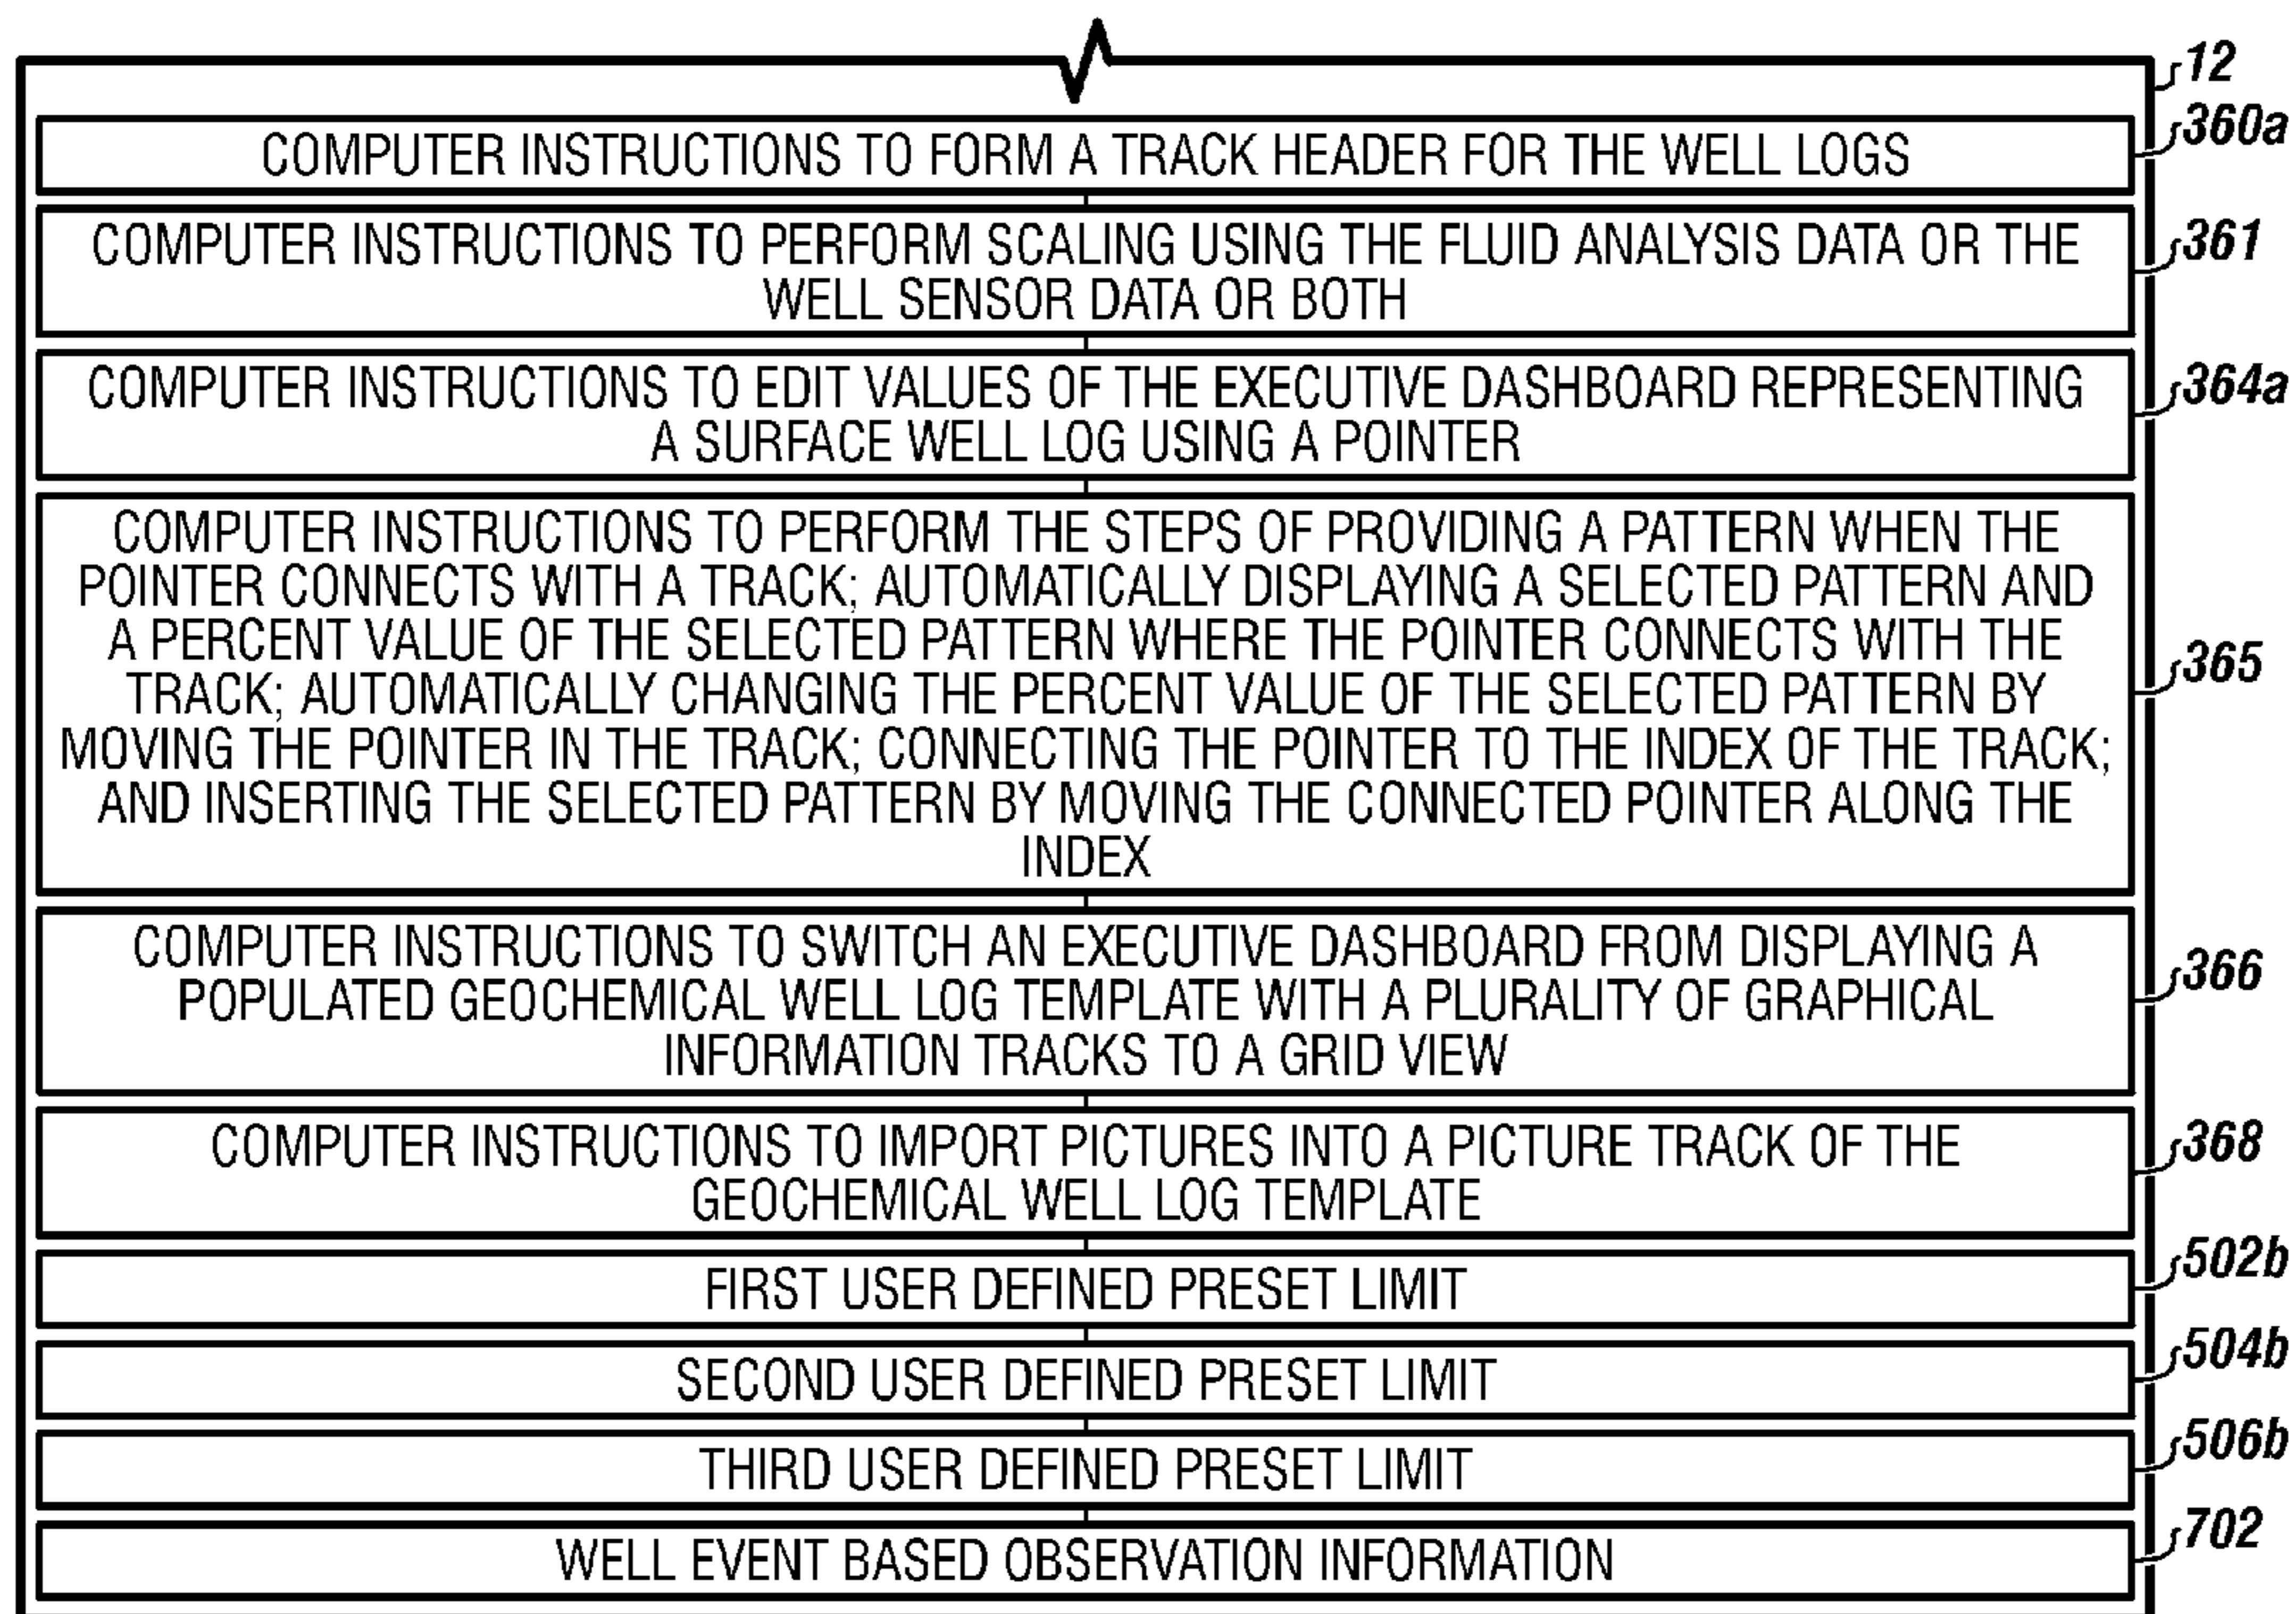 12
COMPUTER INSTRUCTIONS TO FORM A TRACK HEADER FOR THE WELL LOGS
360a
COMPUTER INSTRUCTIONS TO PERFORM SCALING USING THE FLUID ANALYSIS DATA OR THE
WELL SENSOR DATA OR BOTH
361
COMPUTER INSTRUCTIONS TO EDIT VALUES OF THE EXECUTIVE DASHBOARD REPRESENTING
A SURFACE WELL LOG USING A POINTER
364a
COMPUTER INSTRUCTIONS TO PERFORM THE STEPS OF PROVIDING A PATTERN WHEN THE
POINTER CONNECTS WITH A TRACK; AUTOMATICALLY DISPLAYING A SELECTED PATTERN AND
A PERCENT VALUE OF THE SELECTED PATTERN WHERE THE POINTER CONNECTS WITH THE
TRACK; AUTOMATICALLY CHANGING THE PERCENT VALUE OF THE SELECTED PATTERN BY
MOVING THE POINTER IN THE TRACK; CONNECTING THE POINTER TO THE INDEX OF THE TRACK;
AND INSERTING THE SELECTED PATTERN BY MOVING THE CONNECTED POINTER ALONG THE
INDEX
365
COMPUTER INSTRUCTIONS TO SWITCH AN EXECUTIVE DASHBOARD FROM DISPLAYING A
POPULATED GEOCHEMICAL WELL LOG TEMPLATE WITH A PLURALITY OF GRAPHICAL
INFORMATION TRACKS TO A GRID VIEW
366
COMPUTER INSTRUCTIONS TO IMPORT PICTURES INTO A PICTURE TRACK OF THE
GEOCHEMICAL WELL LOG TEMPLATE
368
FIRST USER DEFINED PRESET LIMIT
502b
SECOND USER DEFINED PRESET LIMIT
504b
THIRD USER DEFINED PRESET LIMIT
506b
WELL EVENT BASED OBSERVATION INFORMATION
702